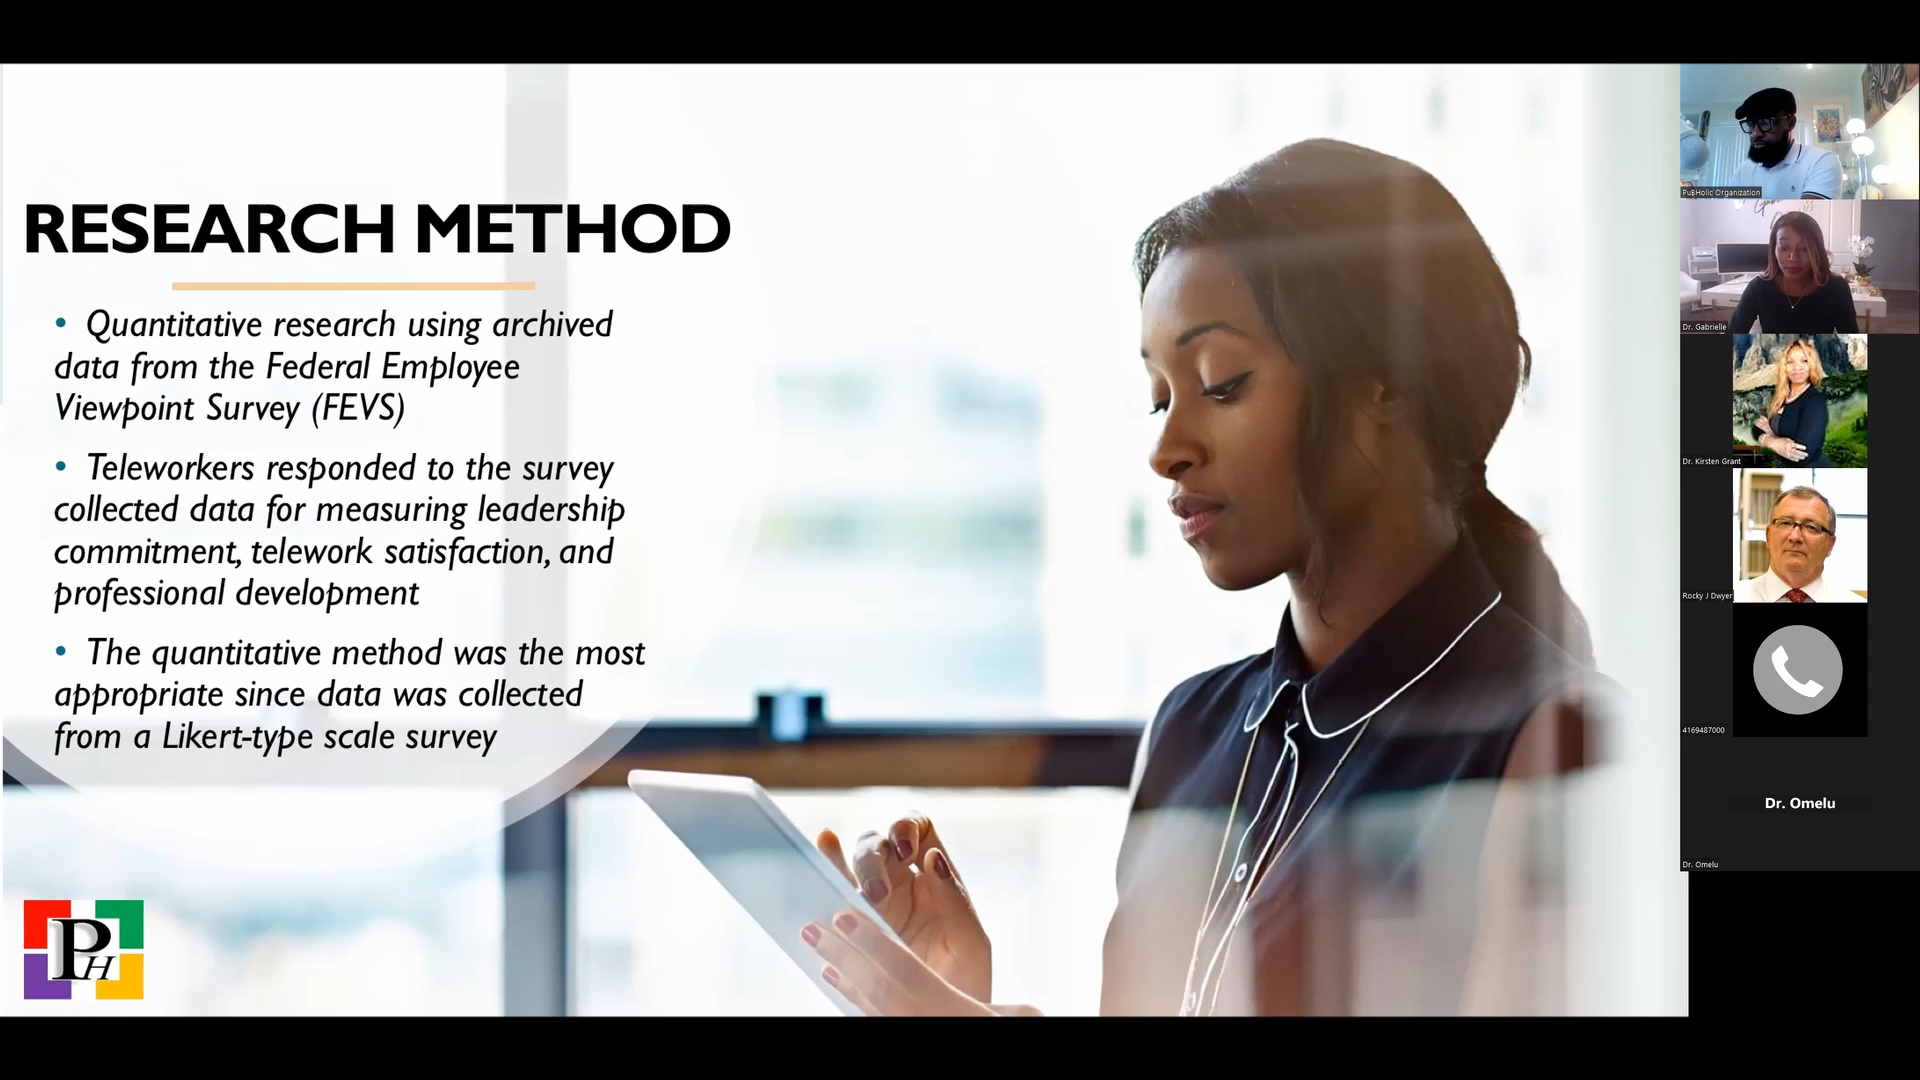 RESEARCH METHOD
• Quantitative research using archived
data from the Federal Employee
Viewpoint Survey (FEVS)
• Teleworkers responded to the survey
collected data for measuring leadership
commitment, telework satisfaction, and
professional development
• The quantitative method was the most
appropriate since data was collected
from a Likert-type scale survey
PH
PuBHolic Organization
Dr. Gabrielle
Dr. Kirsten Grant
Rocky J Dwyer
4169487000
Dr. Omelu
Dr. Omelu